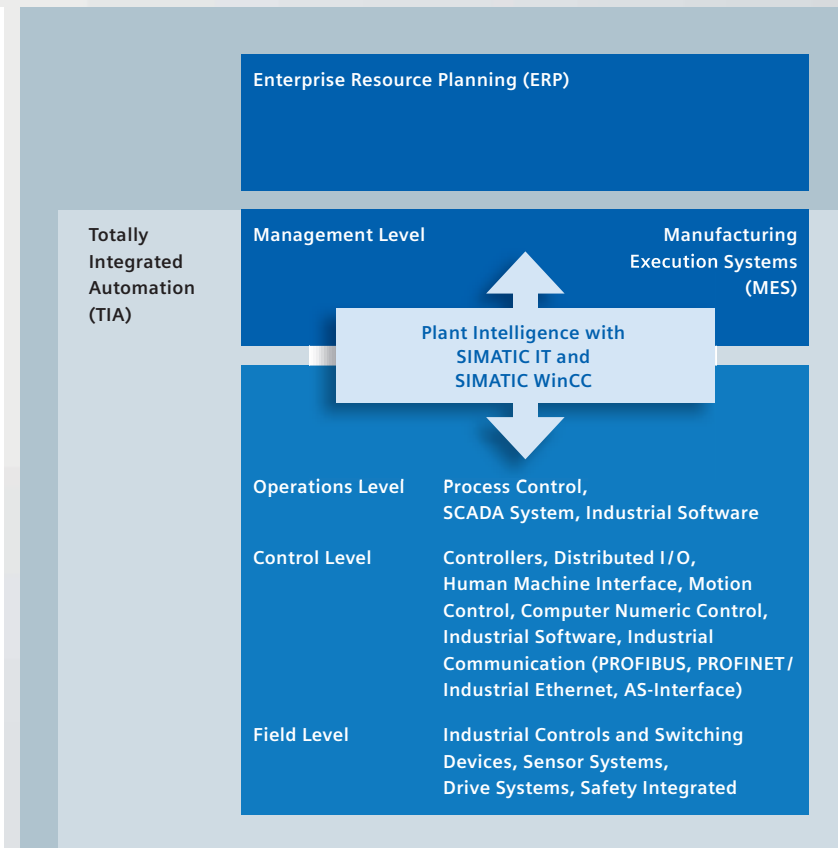 Enterprise Resource Planning (ERP)
Totally
Integrated
Automation
(TIA)
Management Level
Manufacturing
Execution Systems
(MES)
Plant Intelligence with
SIMATIC IT and
SIMATIC WinCC
Operations Level
Process Control,
SCADA System, Industrial Software
Control Level
Controllers, Distributed I/O,
Human Machine Interface, Motion
Control, Computer Numeric Control,
Industrial Software, Industrial
Communication (PROFIBUS, PROFINET/
Industrial Ethernet, AS-Interface)
Field Level
Industrial Controls and Switching
Devices, Sensor Systems,
Drive Systems, Safety Integrated